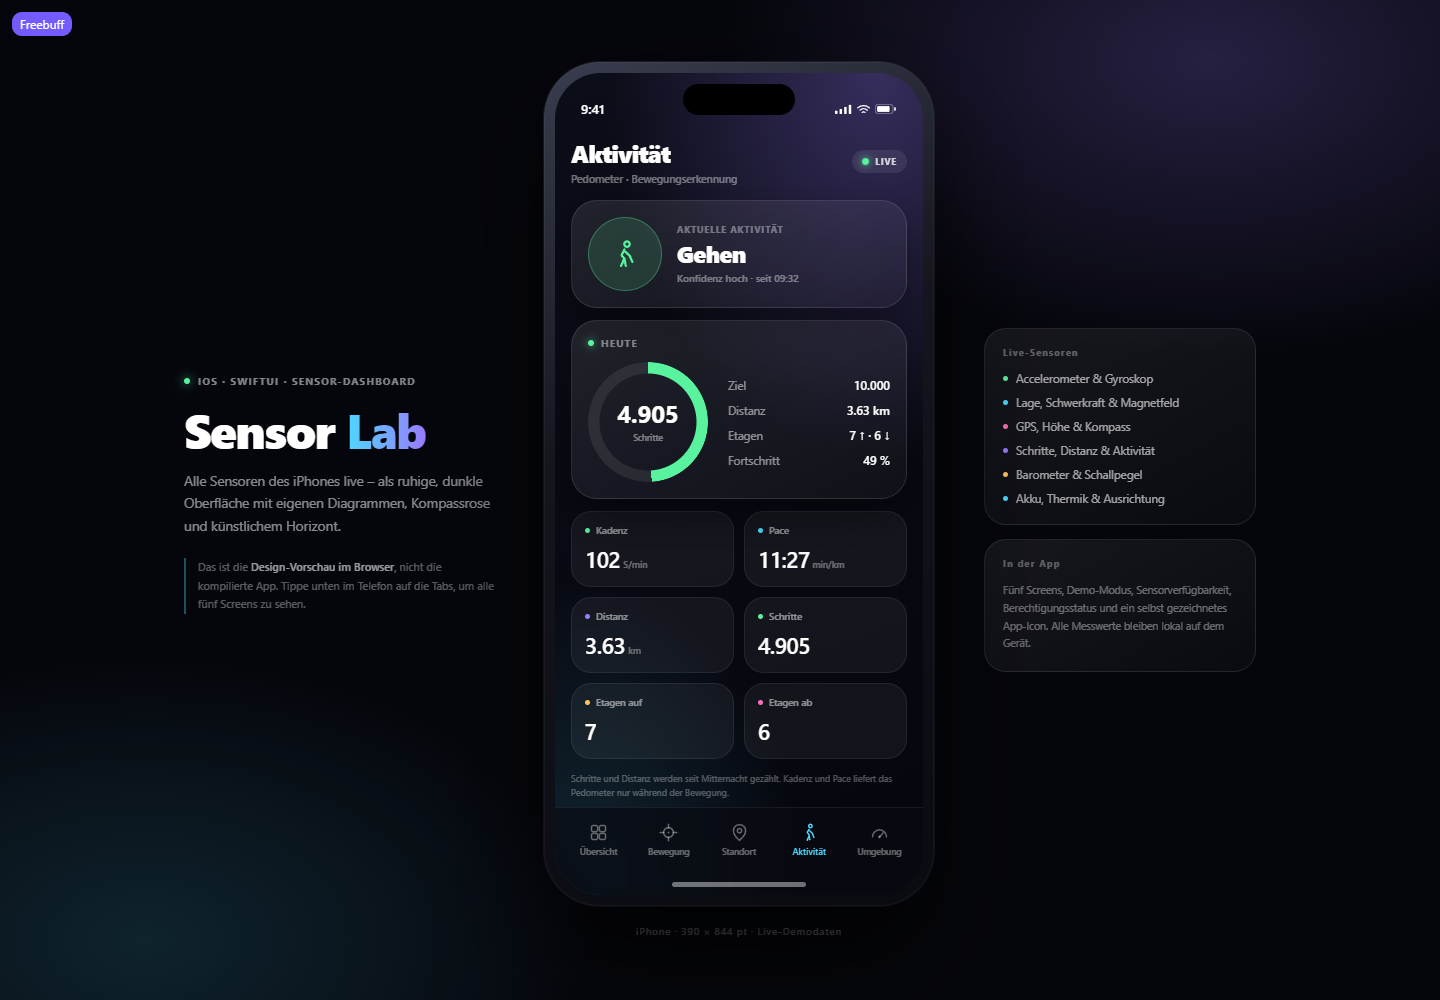 Freebuff
IOS • SWIFTUI • SENSOR-DASHBOARD
Sensor Lab
Alle Sensoren des iPhones live – als ruhige, dunkle
Oberfläche mit eigenen Diagrammen, Kompassrose
und künstlichem Horizont.
Das ist die Design-Vorschau im Browser, nicht die
kompilierte App. Tippe unten im Telefon auf die Tabs, um alle
fünf Screens zu sehen.
9:41
Aktivität
LIVE
Pedometer • Bewegungserkennung
AKTUELLE AKTIVITÄT
Gehen
Konfidenz hoch · seit 09:32
HEUTE
4.905
Schritte
Ziel 10.000
Distanz 3.63 km
Etagen 7 ↑ · 6 ↓
Fortschritt 49 %
Kadenz
102 S/min
Pace
11:27 min/km
Distanz
3.63 km
Schritte
4.905
Etagen auf
7
Etagen ab
6
Schritte und Distanz werden seit Mitternacht gezählt. Kadenz und Pace liefert das
Pedometer nur während der Bewegung.
Übersicht
Bewegung
Standort
Aktivität
Umgebung
iPhone · 390 × 844 pt · Live-Demodaten
Live-Sensoren
Accelerometer & Gyroskop
Lage, Schwerkraft & Magnetfeld
GPS, Höhe & Kompass
Schritte, Distanz & Aktivität
Barometer & Schallpegel
Akku, Thermik & Ausrichtung
In der App
Fünf Screens, Demo-Modus, Sensorverfügbarkeit,
Berechtigungsstatus und ein selbst gezeichnetes
App-Icon. Alle Messwerte bleiben lokal auf dem
Gerät.